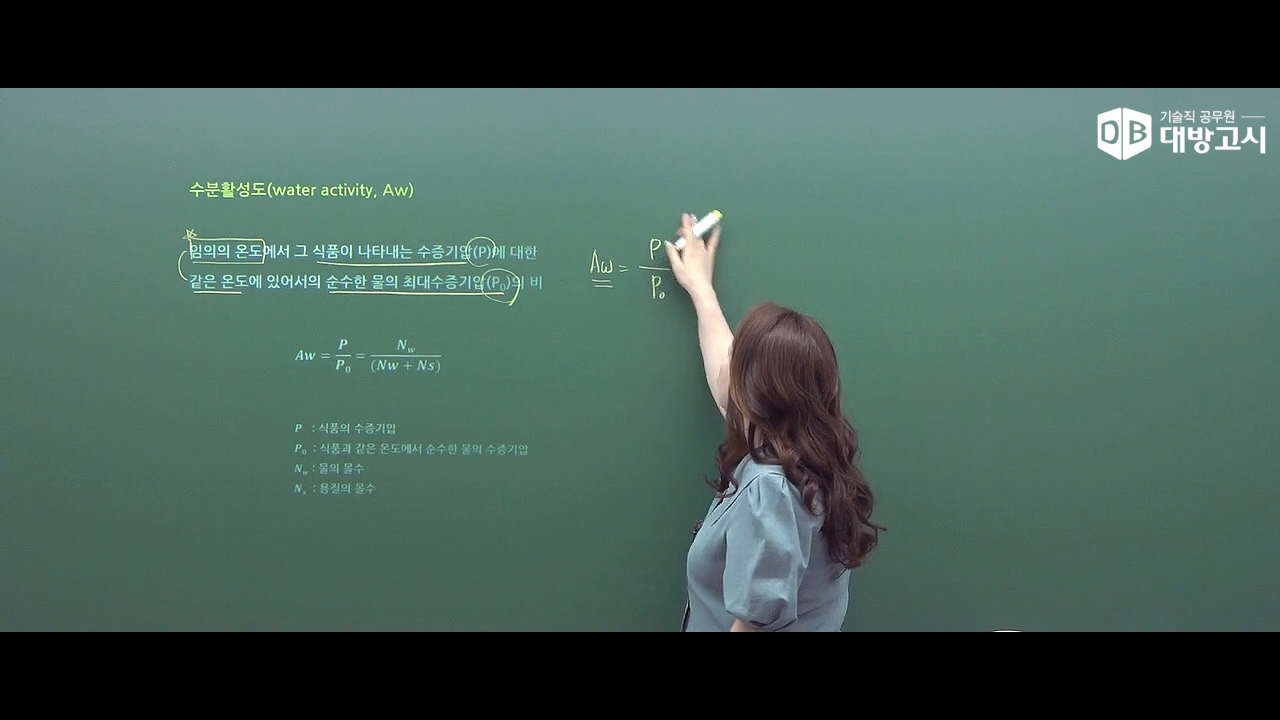 기술직 공무원
대방고시
DB
수분활성도(water activity, Aw)
임의의 온도에서 그 식품이 나타내는 수증기압(P)에 대한
같은 온도에 있어서의 순수한 물의 최대수증기압(P₀)의 비
Aw = P/P₀
Aw = P/P₀ = N_w/(Nw + Ns)
P : 식품의 수증기압
P₀ : 식품과 같은 온도에서 순수한 물의 수증기압
N_w : 물의 몰수
N_s : 용질의 몰수